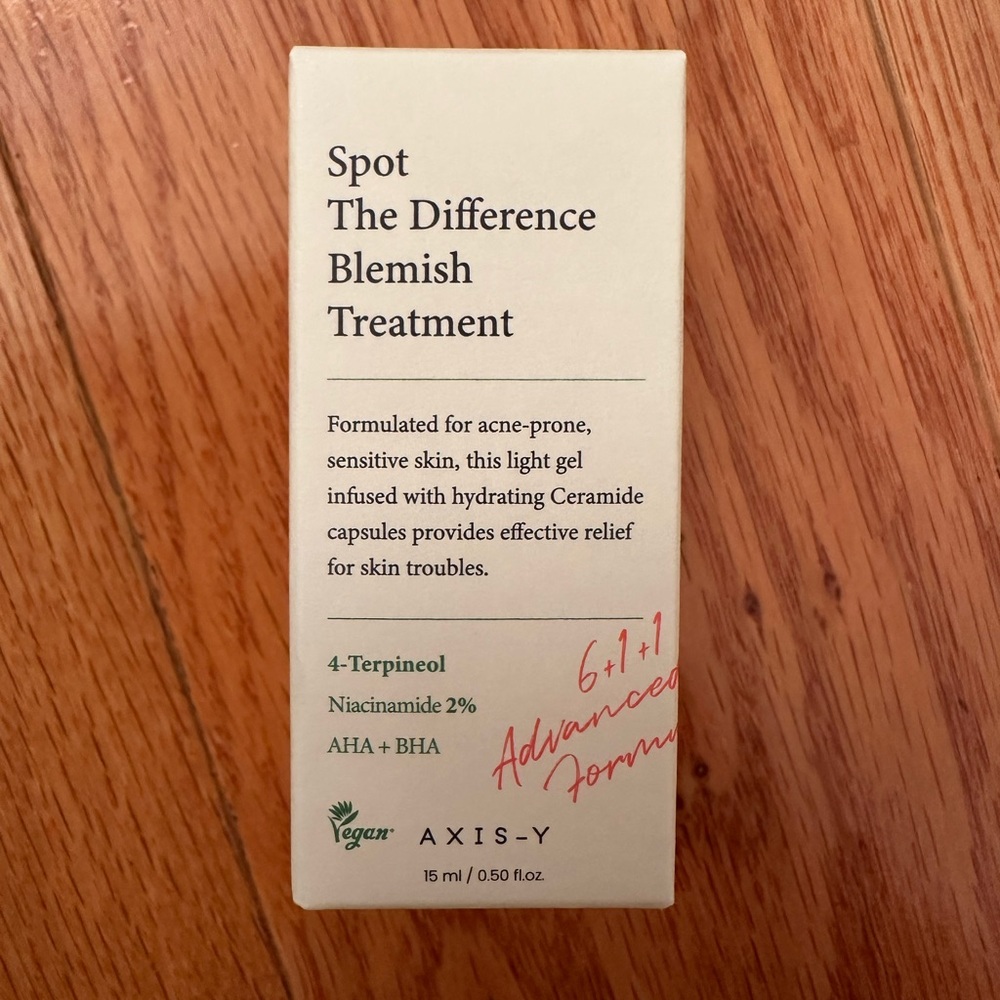 Spot
The Difference
Blemish
Treatment
Formulated for acne-prone,
sensitive skin, this light gel
infused with hydrating Ceramide
capsules provides effective relief
for skin troubles.
4-Terpineol
Niacinamide 2%
AHA + BHA
6+1+1
Advanced
Formu
Vegan
AXIS-Y
15 ml / 0.50 fl.oz.